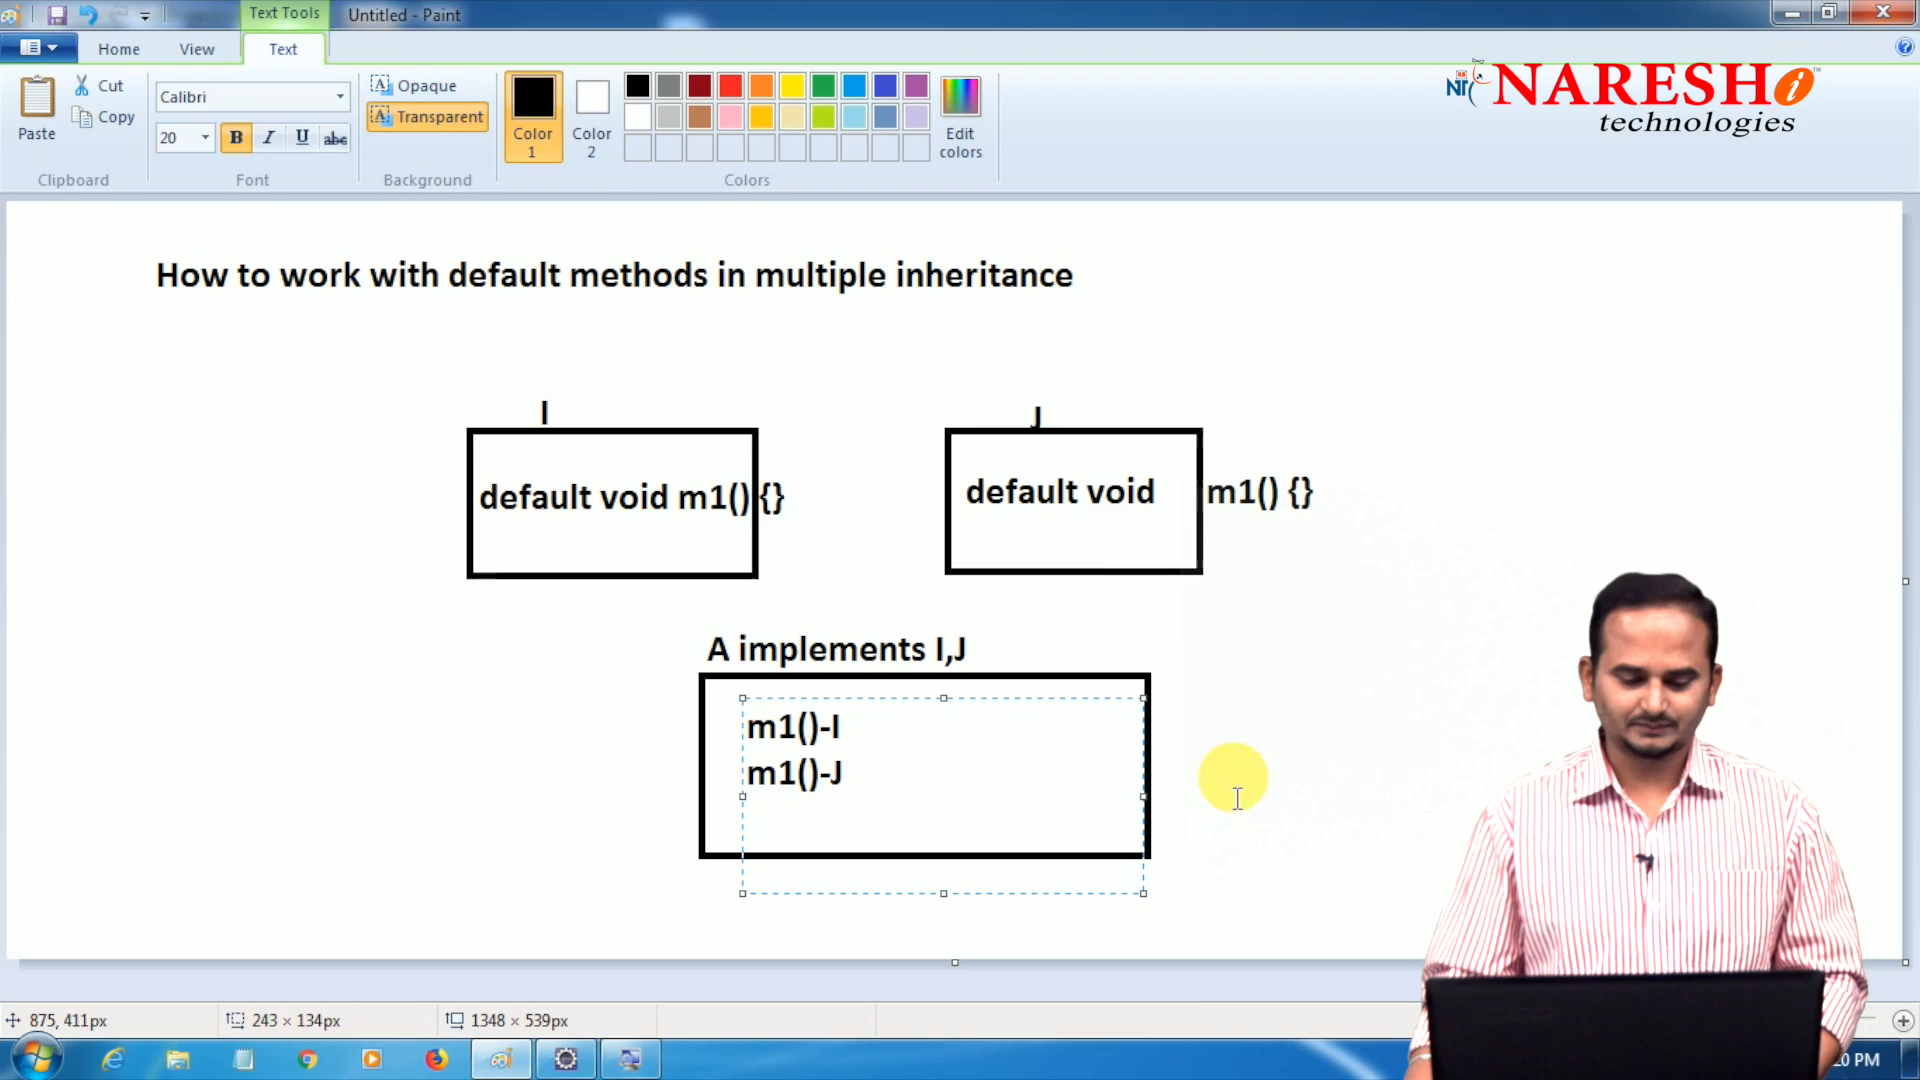 Text Tools
Untitled - Paint
Home
View
Text
Paste
Cut
Copy
Clipboard
Calibri
20
B
I
U
abc
Font
Opaque
Transparent
Background
Color
1
Color
2
Edit
colors
Colors
NARESH i
technologies
How to work with default methods in multiple inheritance
I
J
default void m1() {}
default void m1() {}
A implements I,J
m1()-I
m1()-J
875, 411px
243 × 134px
1348 × 539px
20 PM